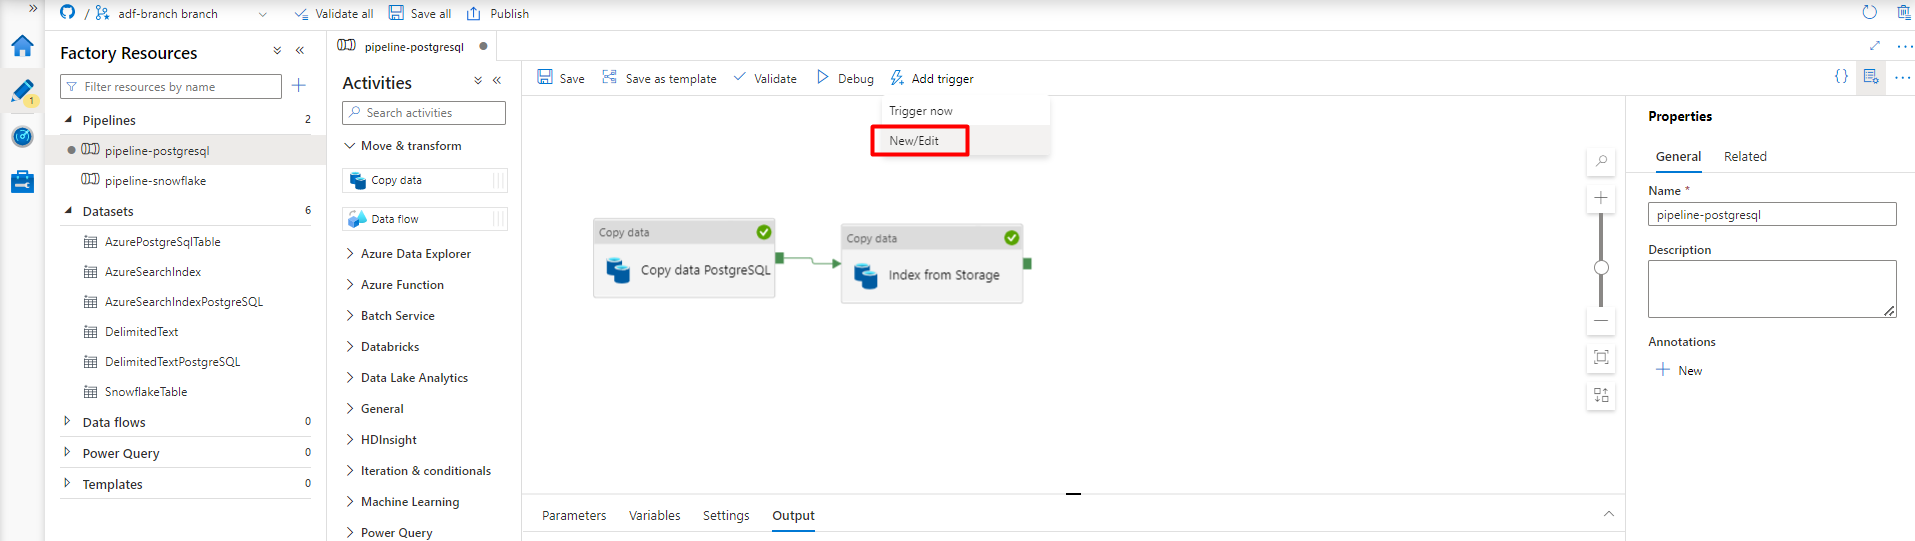 »
/ adf-branch branch
Validate all
Save all
Publish
1
Factory Resources
Filter resources by name
Pipelines 2
pipeline-postgresql
pipeline-snowflake
Datasets 6
AzurePostgreSqlTable
AzureSearchIndex
AzureSearchIndexPostgreSQL
DelimitedText
DelimitedTextPostgreSQL
SnowflakeTable
Data flows 0
Power Query 0
Templates 0
pipeline-postgresql
Activities
Search activities
Move & transform
Copy data
Data flow
Azure Data Explorer
Azure Function
Batch Service
Databricks
Data Lake Analytics
General
HDInsight
Iteration & conditionals
Machine Learning
Power Query
Save
Save as template
Validate
Debug
Add trigger
Trigger now
New/Edit
Copy data
Copy data PostgreSQL
Copy data
Index from Storage
Parameters
Variables
Settings
Output
{}
Properties
General
Related
Name *
pipeline-postgresql
Description
Annotations
New